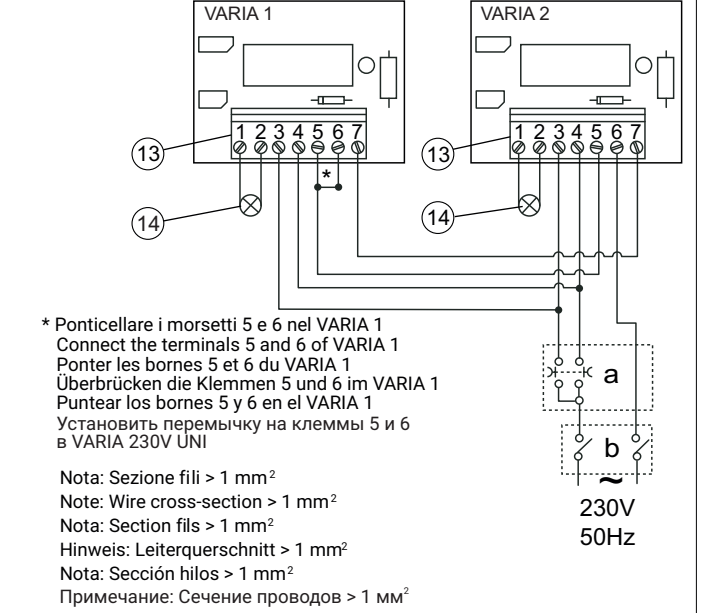 VARIA 1
VARIA 2
1 2 3 4 5 6 7
1 2 3 4 5 6 7
13
13
*
14
14
* Ponticellare i morsetti 5 e 6 nel VARIA 1
Connect the terminals 5 and 6 of VARIA 1
Ponter les bornes 5 et 6 du VARIA 1
Überbrücken die Klemmen 5 und 6 im VARIA 1
Puntear los bornes 5 y 6 en el VARIA 1
Установить перемычку на клеммы 5 и 6
в VARIA 230V UNI
a
b
~
230V
50Hz
Nota: Sezione fili > 1 mm²
Note: Wire cross-section > 1 mm²
Nota: Section fils > 1 mm²
Hinweis: Leiterquerschnitt > 1 mm²
Nota: Sección hilos > 1 mm²
Примечание: Сечение проводов > 1 мм²